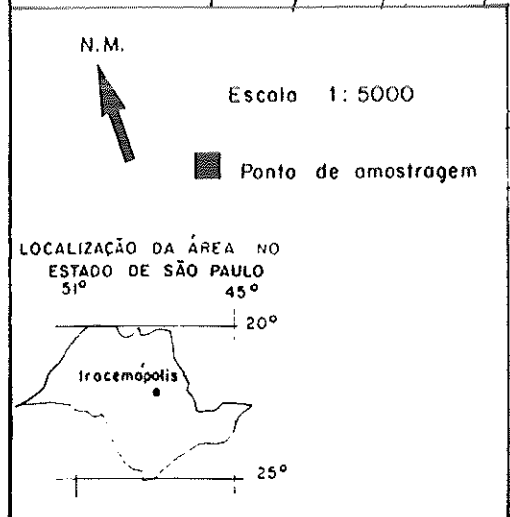 N.M.
Escala 1:5000
Ponto de amostragem
LOCALIZAÇÃO DA ÁREA NO
ESTADO DE SÃO PAULO
51° 45°
20°
Iracemápolis
25°